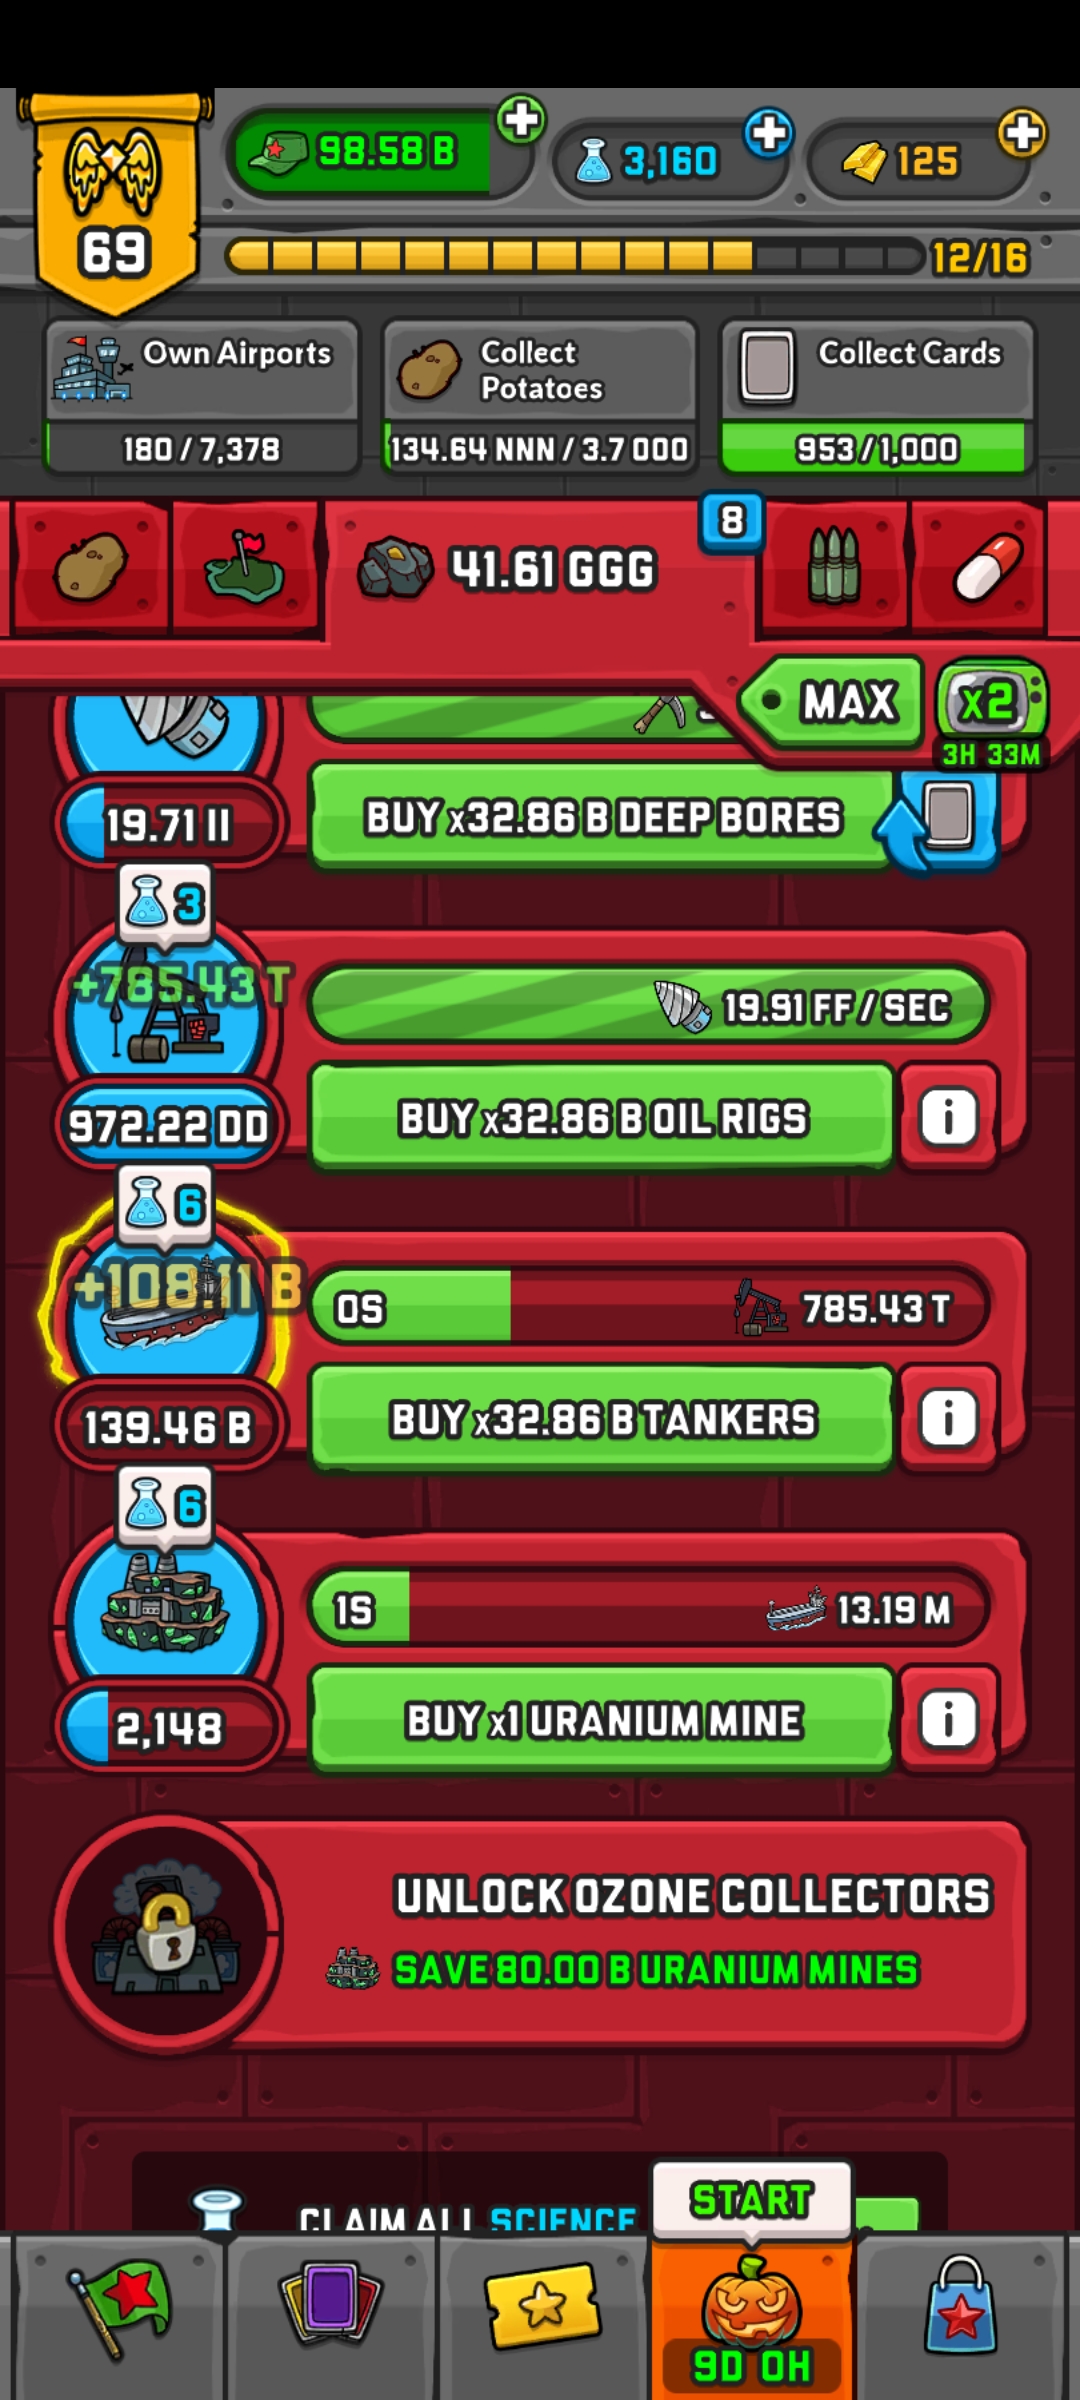 98.58 B
3,160
125
69
12/16
Own Airports
180 / 7,378
Collect
Potatoes
134.64 NNN / 3.7 OOO
Collect Cards
953 / 1,000
41.61 GGG
8
MAX
x2
3H 33M
19.71 II
BUY x32.86 B DEEP BORES
3
+785.43 T
19.91 FF / SEC
972.22 DD
BUY x32.86 B OIL RIGS
i
6
+108.11 B
0S
785.43 T
139.46 B
BUY x32.86 B TANKERS
i
6
1S
13.19 M
2,148
BUY x1 URANIUM MINE
i
UNLOCK OZONE COLLECTORS
SAVE 80.00 B URANIUM MINES
CLAIM ALL SCIENCE
START
9D 0H